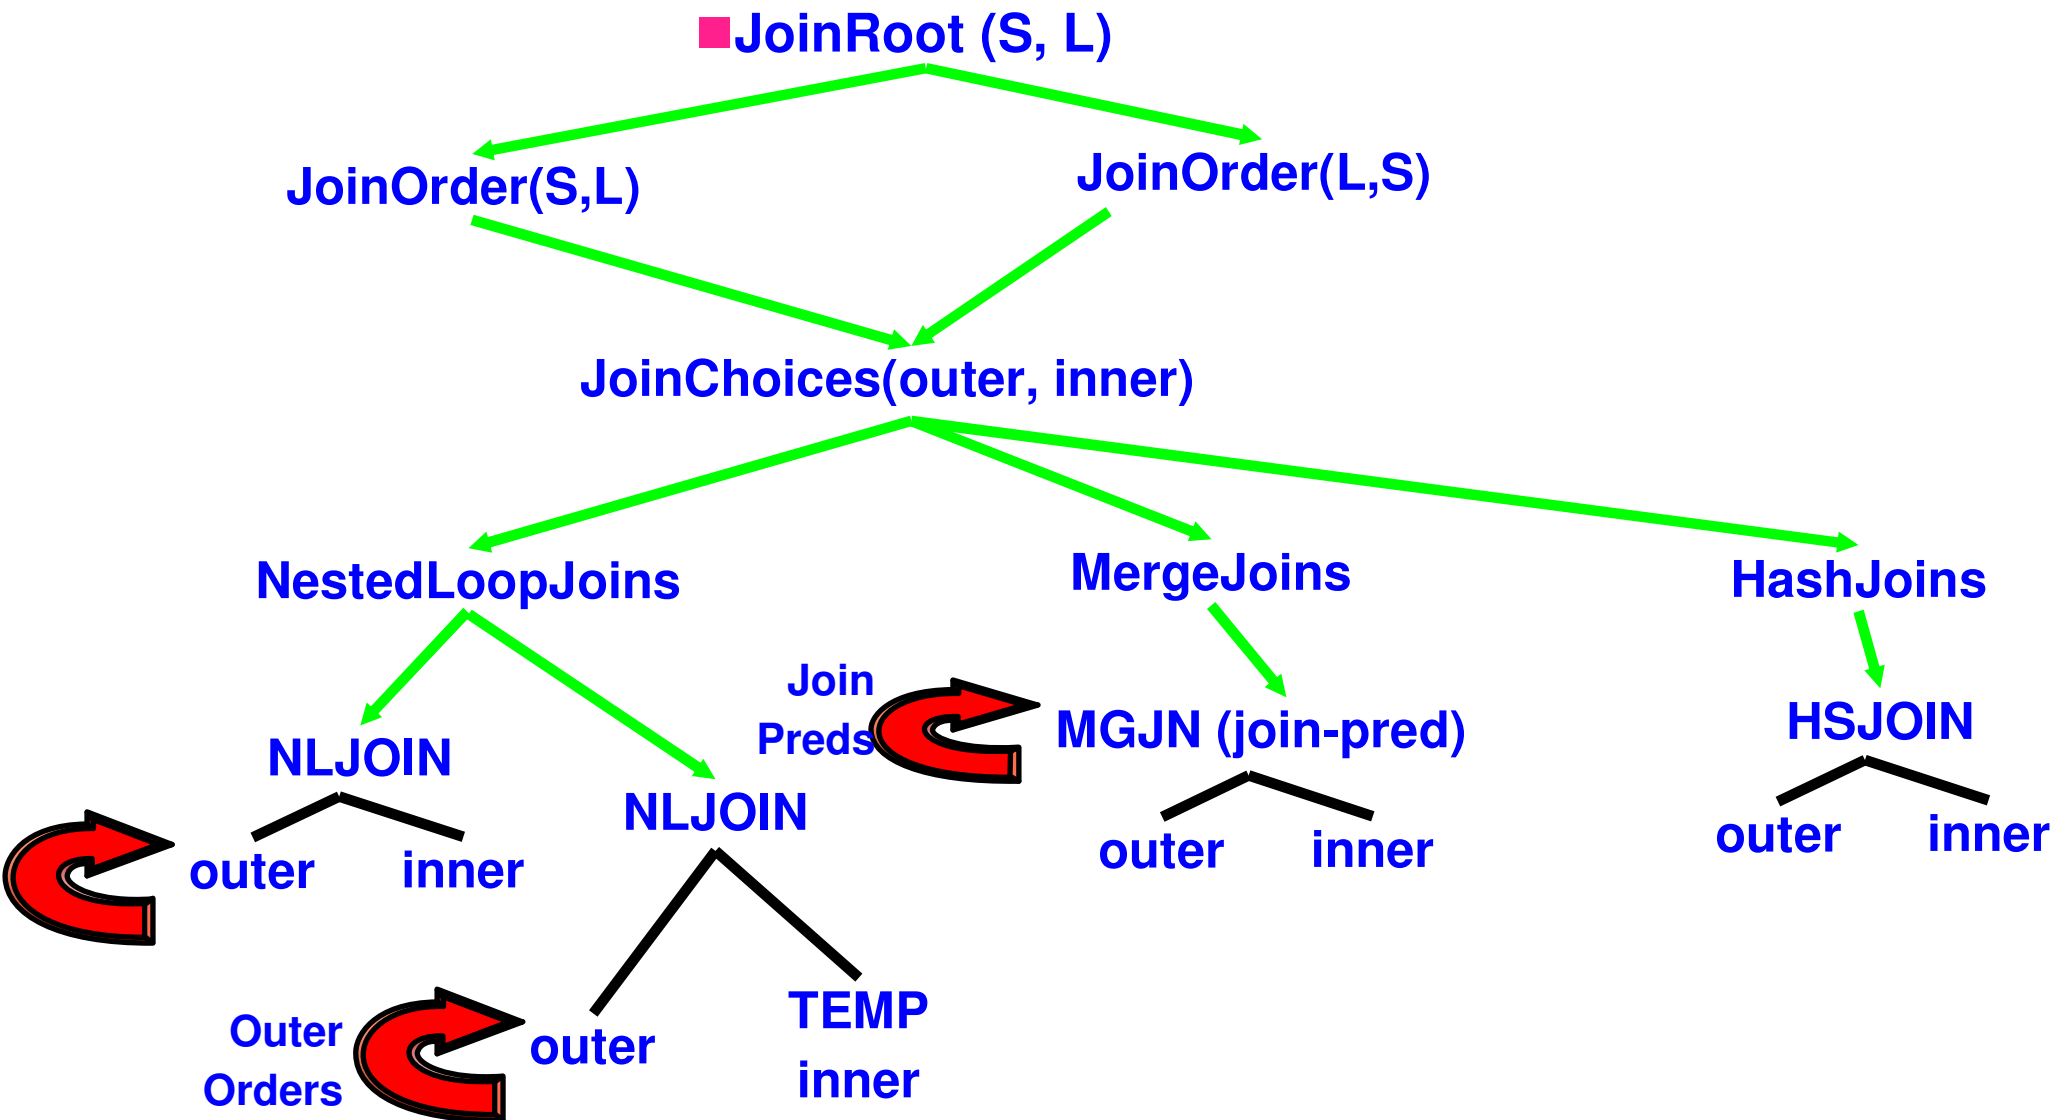 JoinRoot (S, L)
JoinOrder(S,L)
JoinOrder(L,S)
JoinChoices(outer, inner)
NestedLoopJoins
MergeJoins
HashJoins
NLJOIN
outer
inner
NLJOIN
Outer
Orders
outer
TEMP
inner
Join
Preds
MGJN (join-pred)
outer
inner
HSJOIN
outer
inner